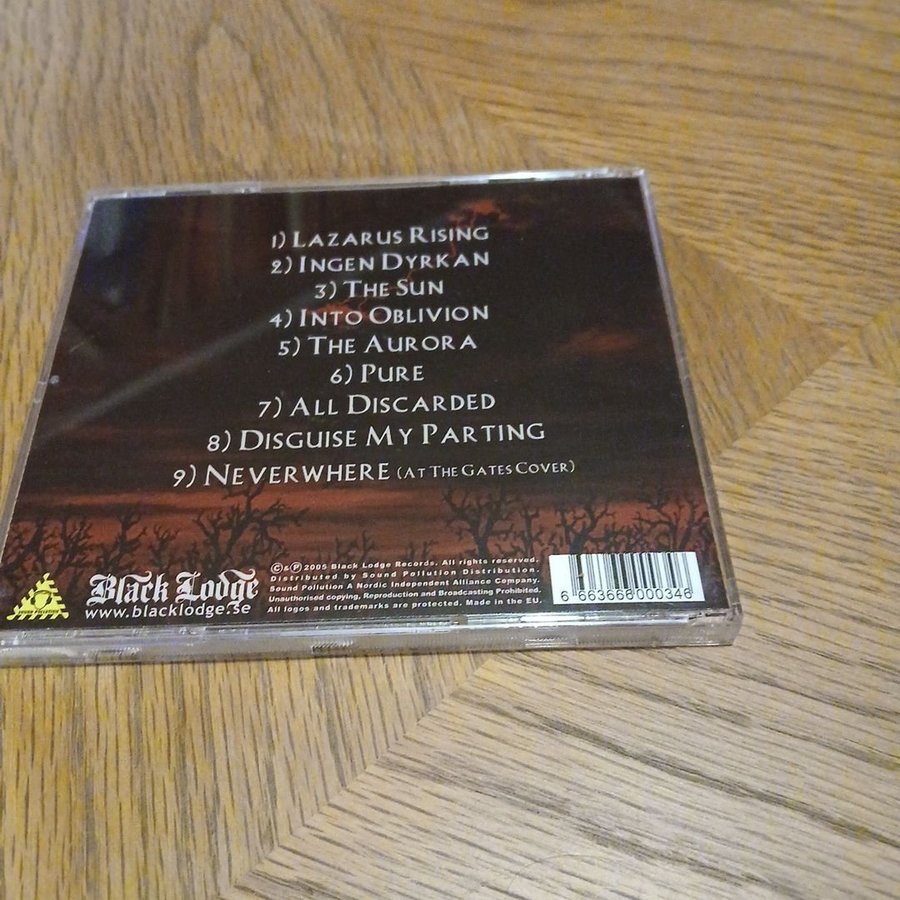 1) Lazarus Rising
2) Ingen Dyrkan
3) The Sun
4) Into Oblivion
5) The Aurora
6) Pure
7) All Discarded
8) Disguise My Parting
9) Neverwhere (At The Gates Cover)
Black Lodge
www.blacklodge.se
©&℗ 2005 Black Lodge Records. All rights reserved.
Distributed by Sound Pollution Distribution.
Sound Pollution A Nordic Independent Alliance Company.
Unauthorised copying, Reproduction and Broadcasting Prohibited.
All logos and trademarks are protected. Made in the EU.
6 663666 000346